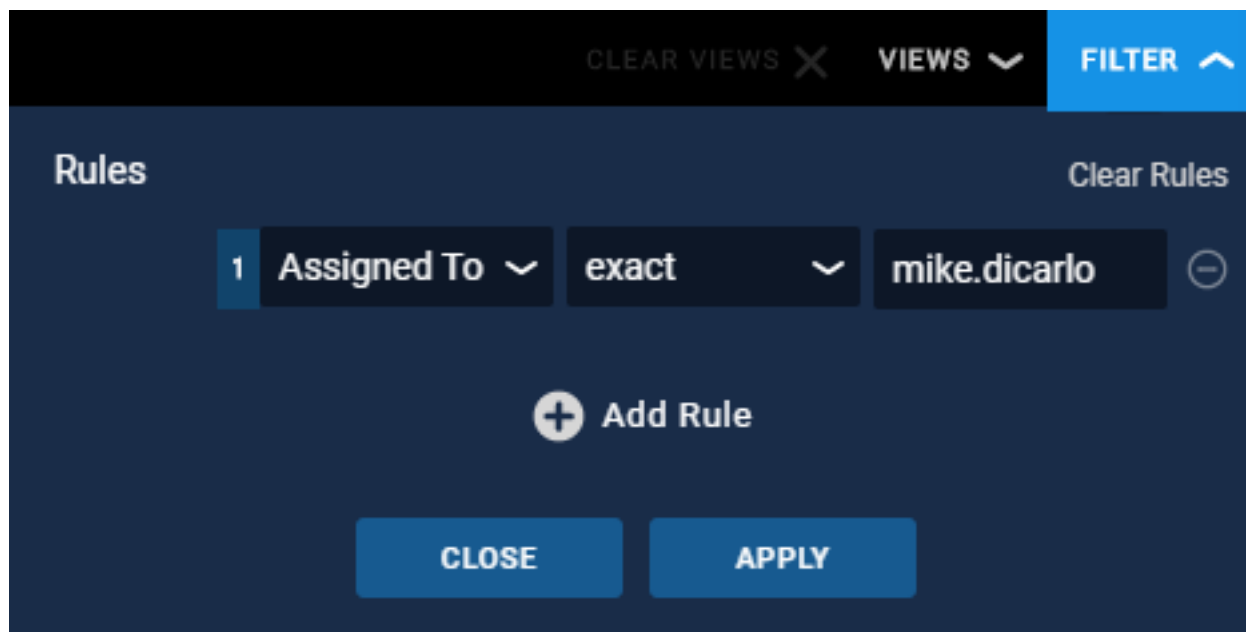 CLEAR VIEWS VIEWS FILTER
Rules Clear Rules
1 Assigned To exact mike.dicarlo
Add Rule
CLOSE APPLY